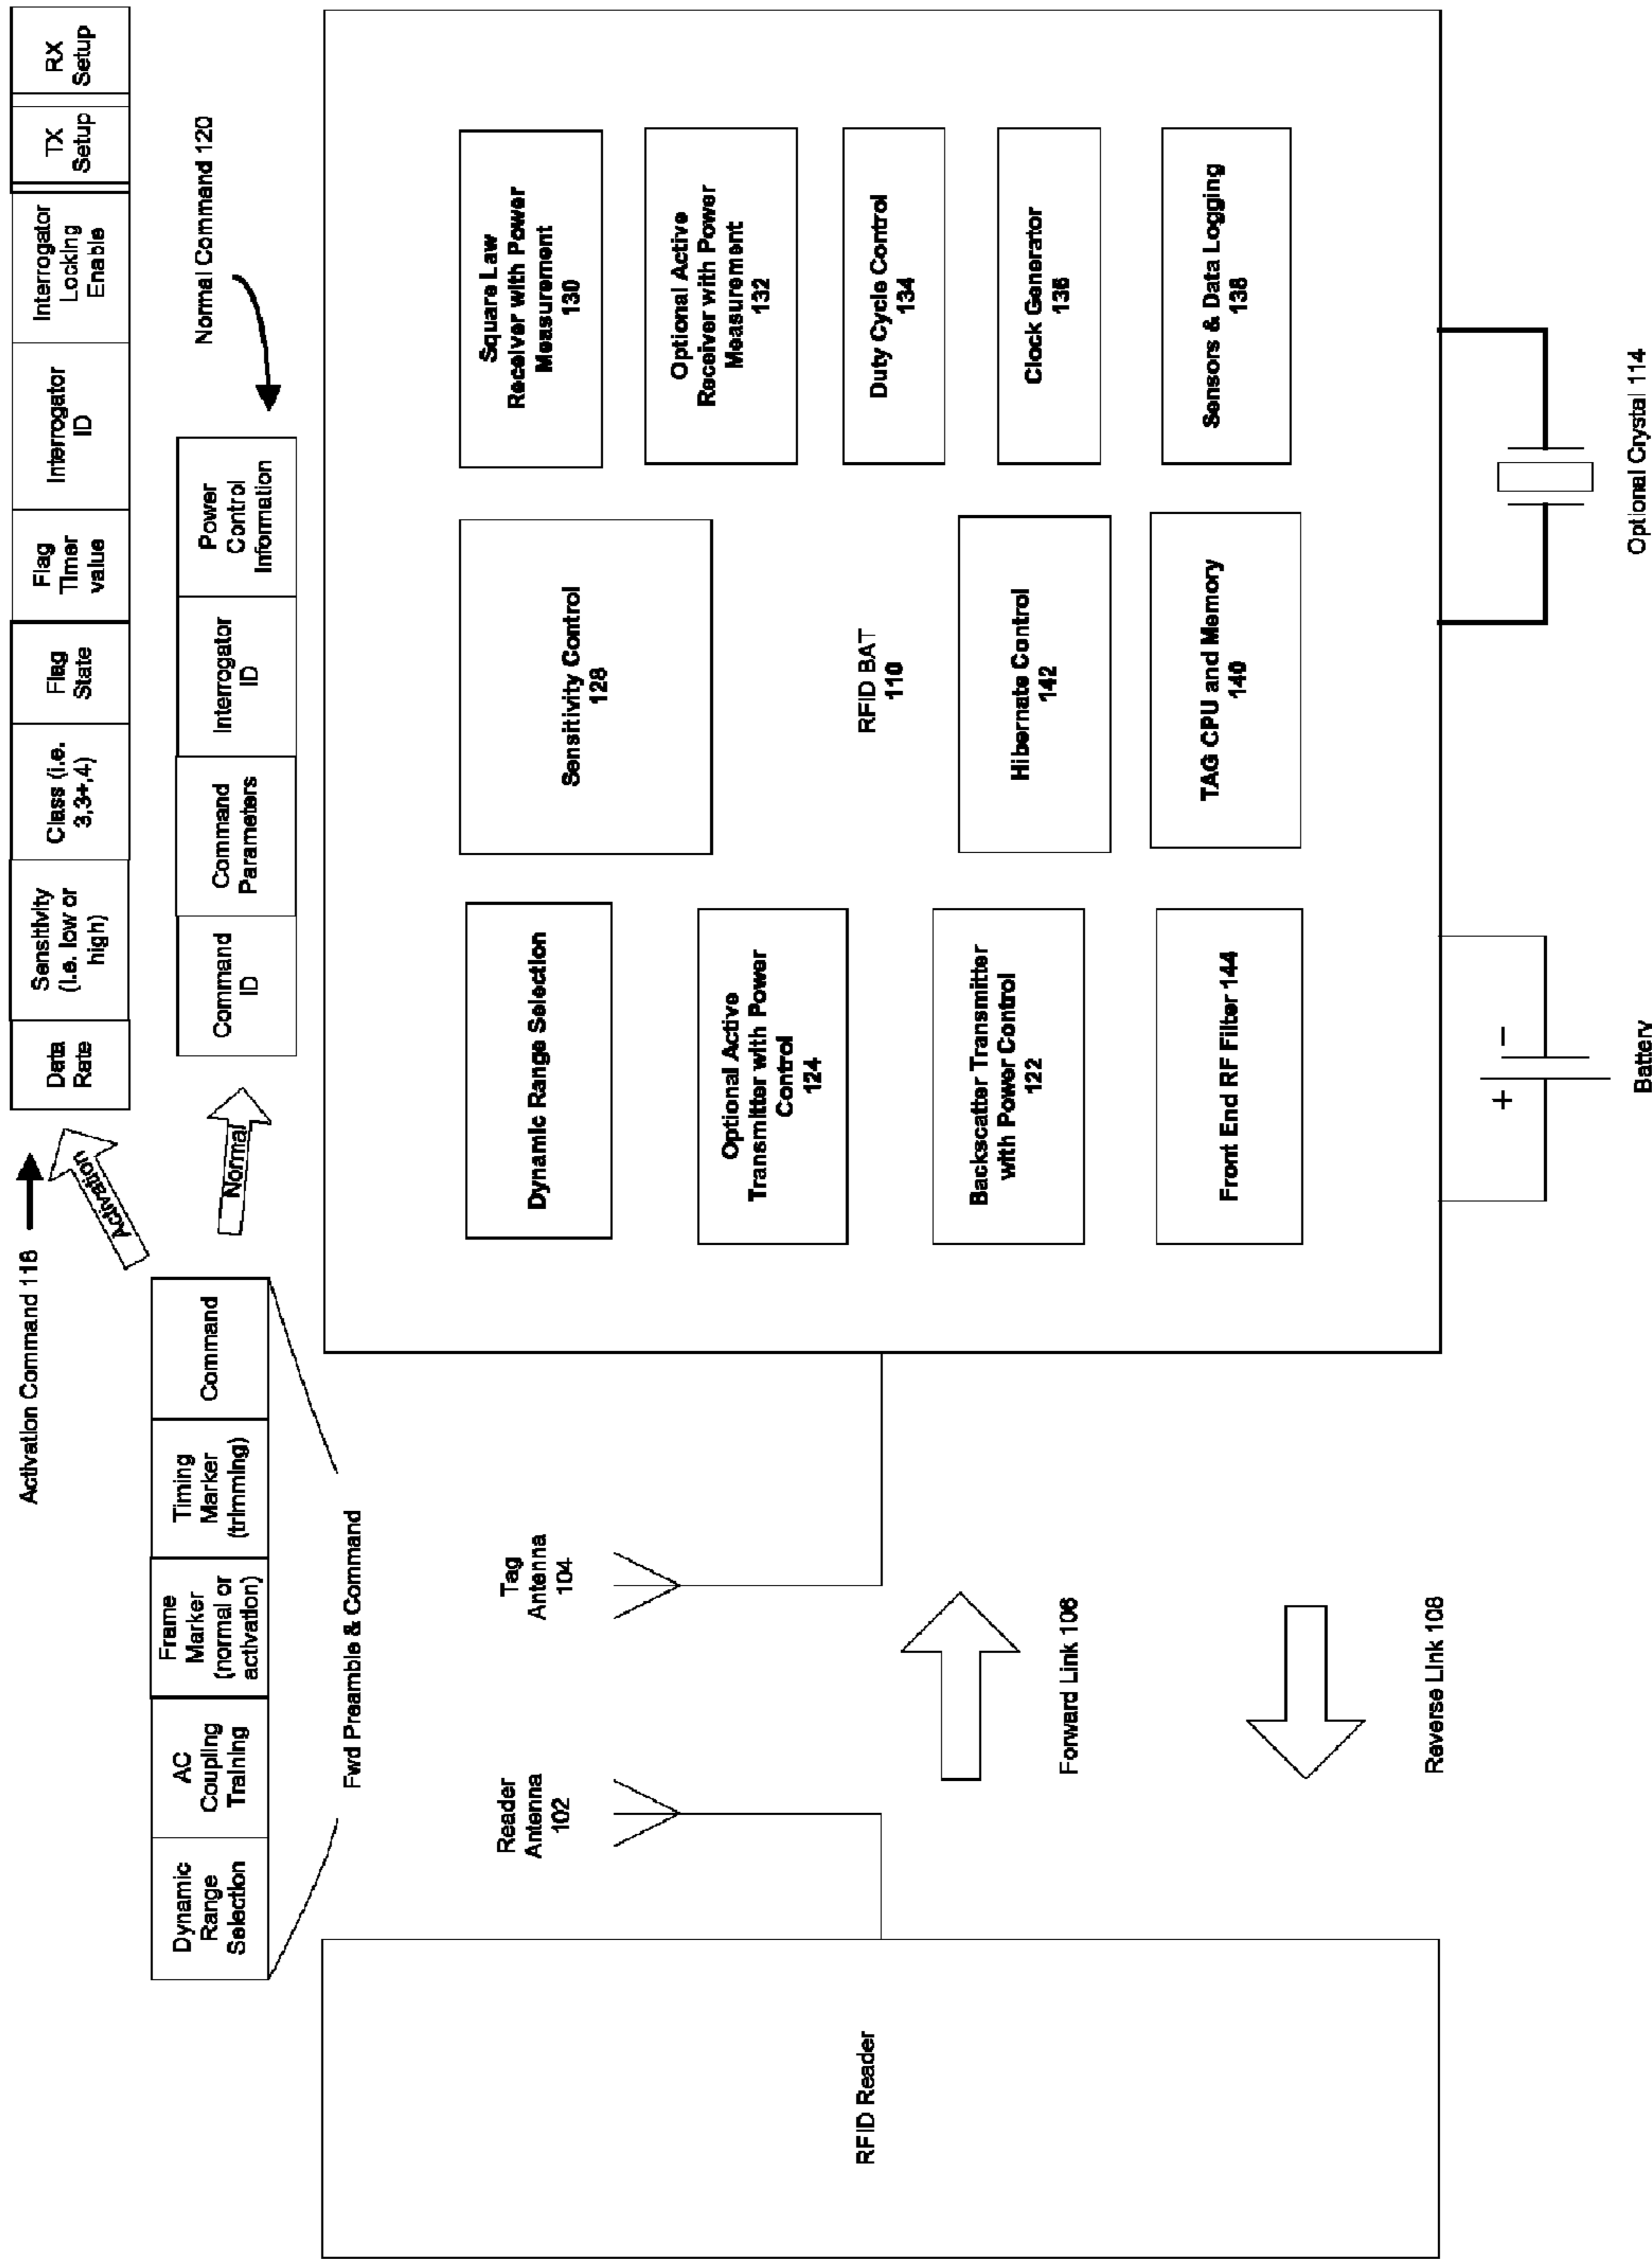 Activation Command 118
Data
Rate
Sensitivity
(i.e. low or
high)
Class (i.e.
3,3+,4)
Flag
State
Flag
Timer
value
Interrogator
ID
Interrogator
Locking
Enable
TX
Setup
RX
Setup
Activation
Normal
Normal Command 120
Command
ID
Command
Parameters
Interrogator
ID
Power
Control
Information
Dynamic
Range
Selection
AC
Coupling
Training
Frame
Marker
(normal or
activation)
Timing
Marker
(trimming)
Command
Fwd Preamble & Command
RFID Reader
Reader
Antenna
102
Tag
Antenna
104
Forward Link 106
Reverse Link 108
Dynamic Range Selection
Optional Active
Transmitter with Power
Control
124
Backscatter Transmitter
with Power Control
122
Front End RF Filter 144
Sensitivity Control
128
RFID BAT
110
Hibernate Control
142
TAG CPU and Memory
140
Square Law
Receiver with Power
Measurement
130
Optional Active
Receiver with Power
Measurement
132
Duty Cycle Control
134
Clock Generator
136
Sensors & Data Logging
138
+ –
Battery
Optional Crystal 114